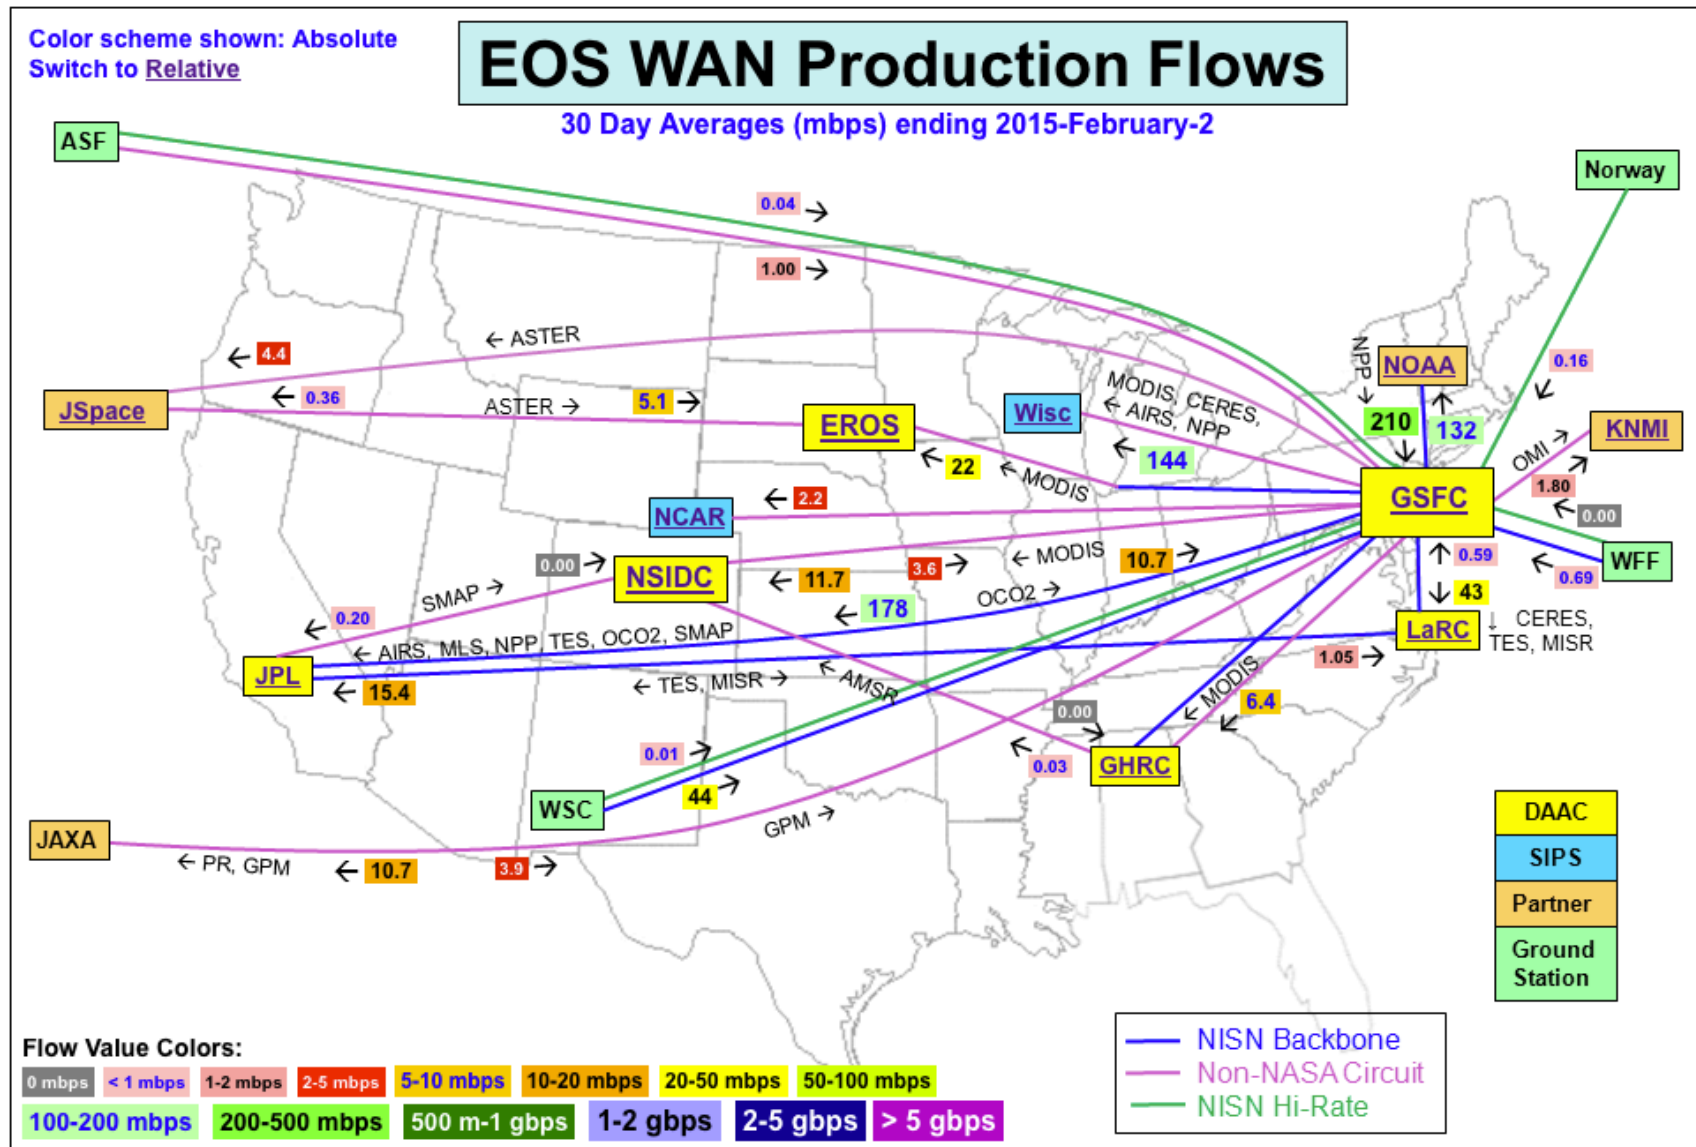 Color scheme shown: Absolute
Switch to Relative
EOS WAN Production Flows
30 Day Averages (mbps) ending 2015-February-2
ASF
Norway
0.04 →
1.00 →
← ASTER
← 4.4
NPP →
NOAA
0.16
JSpace
← 0.36
ASTER →
5.1 →
EROS
Wisc
MODIS, CERES,
← AIRS, NPP
210
132
KNMI
OMI →
← 22
← MODIS
← 144
1.80
GSFC
NCAR
← 2.2
0.00
WFF
0.00
NSIDC
← 11.7
3.6 →
← MODIS
10.7 →
0.59
0.69
43
SMAP →
← 178
OCO2 →
← 0.20
← AIRS, MLS, NPP, TES, OCO2, SMAP
LaRC
↓ CERES,
TES, MISR
JPL
← 15.4
← TES, MISR →
← AMSR
1.05 →
← MODIS
6.4
0.00
0.01 →
0.03
GHRC
WSC
44 →
GPM →
JAXA
← PR, GPM
← 10.7
3.9 →
DAAC
SIPS
Partner
Ground
Station
Flow Value Colors:
0 mbps
< 1 mbps
1-2 mbps
2-5 mbps
5-10 mbps
10-20 mbps
20-50 mbps
50-100 mbps
100-200 mbps
200-500 mbps
500 m-1 gbps
1-2 gbps
2-5 gbps
> 5 gbps
NISN Backbone
Non-NASA Circuit
NISN Hi-Rate